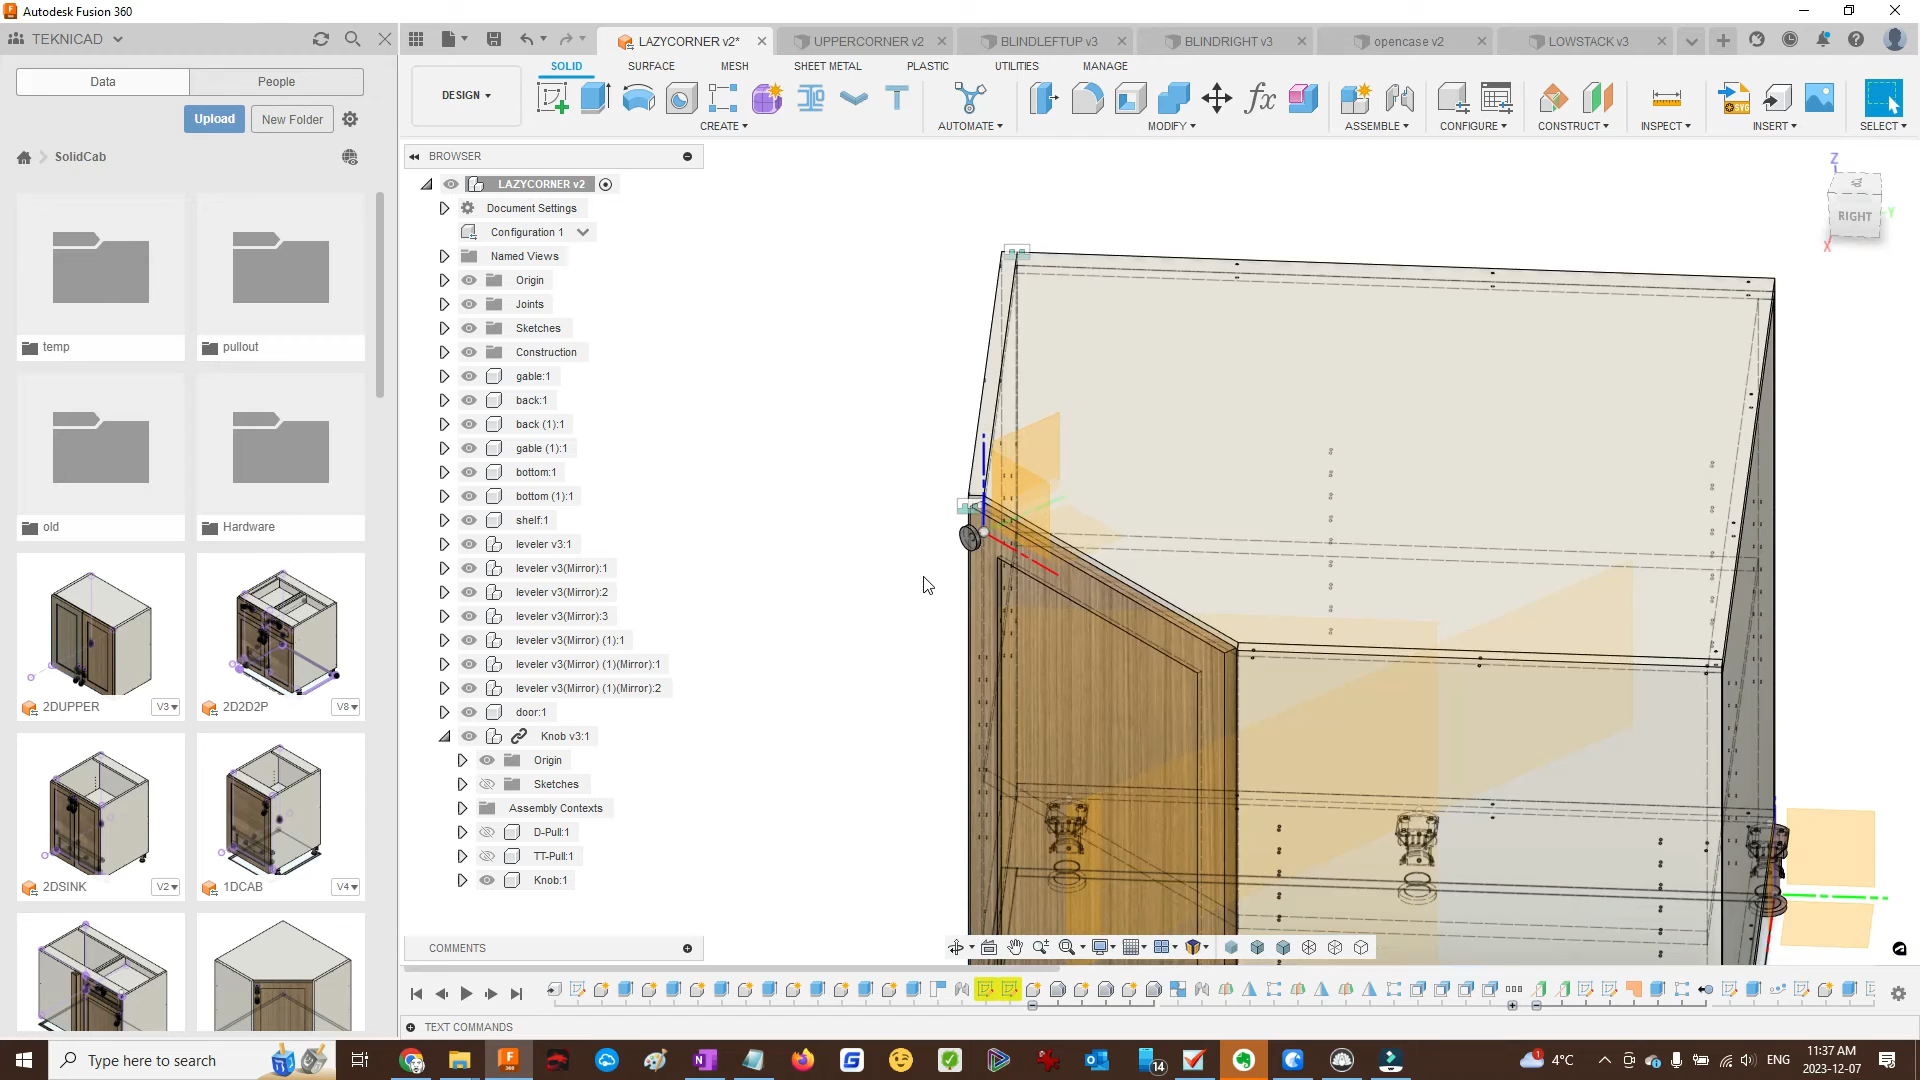 Autodesk Fusion 360
TEKNICAD
LAZYCORNER v2*
UPPERCORNER v2
BLINDLEFTUP v3
BLINDRIGHT v3
opencase v2
LOWSTACK v3
Data
People
Upload
New Folder
SolidCab
temp
pullout
old
Hardware
2DUPPER
V3
2D2D2P
V8
2DSINK
V2
1DCAB
V4
DESIGN
SOLID
SURFACE
MESH
SHEET METAL
PLASTIC
UTILITIES
MANAGE
CREATE
AUTOMATE
MODIFY
ASSEMBLE
CONFIGURE
CONSTRUCT
INSPECT
INSERT
SELECT
BROWSER
LAZYCORNER v2
Document Settings
Configuration 1
Named Views
Origin
Joints
Sketches
Construction
gable:1
back:1
back (1):1
gable (1):1
bottom:1
bottom (1):1
shelf:1
leveler v3:1
leveler v3(Mirror):1
leveler v3(Mirror):2
leveler v3(Mirror):3
leveler v3(Mirror) (1):1
leveler v3(Mirror) (1)(Mirror):1
leveler v3(Mirror) (1)(Mirror):2
door:1
Knob v3:1
Origin
Sketches
Assembly Contexts
D-Pull:1
TT-Pull:1
Knob:1
Z
RIGHT
Y
X
COMMENTS
TEXT COMMANDS
Type here to search
14
1
4°C
ENG
11:37 AM
2023-12-07